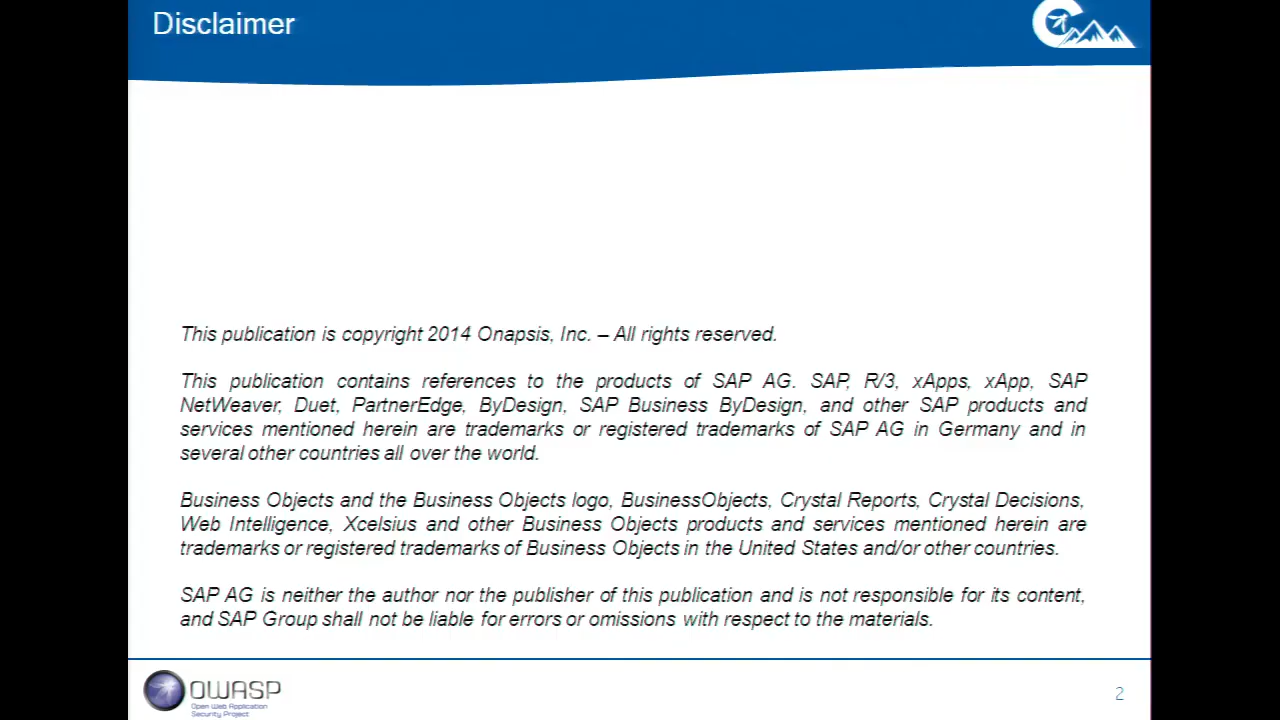 Disclaimer
This publication is copyright 2014 Onapsis, Inc. – All rights reserved.
This publication contains references to the products of SAP AG. SAP, R/3, xApps, xApp, SAP
NetWeaver, Duet, PartnerEdge, ByDesign, SAP Business ByDesign, and other SAP products and
services mentioned herein are trademarks or registered trademarks of SAP AG in Germany and in
several other countries all over the world.
Business Objects and the Business Objects logo, BusinessObjects, Crystal Reports, Crystal Decisions,
Web Intelligence, Xcelsius and other Business Objects products and services mentioned herein are
trademarks or registered trademarks of Business Objects in the United States and/or other countries.
SAP AG is neither the author nor the publisher of this publication and is not responsible for its content,
and SAP Group shall not be liable for errors or omissions with respect to the materials.
OWASP
Open Web Application
Security Project
2